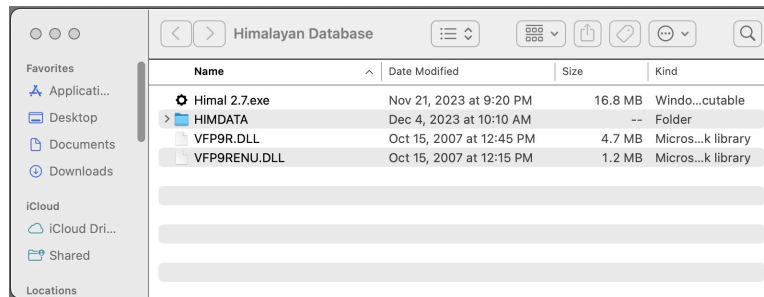 Himalayan Database
Favorites
Applicati...
Desktop
Documents
Downloads
iCloud
iCloud Dri...
Shared
Locations
Name Date Modified Size Kind
Himal 2.7.exe Nov 21, 2023 at 9:20 PM 16.8 MB Windo...cutable
HIMDATA Dec 4, 2023 at 10:10 AM -- Folder
VFP9R.DLL Oct 15, 2007 at 12:45 PM 4.7 MB Micros...k library
VFP9RENU.DLL Oct 15, 2007 at 12:15 PM 1.2 MB Micros...k library